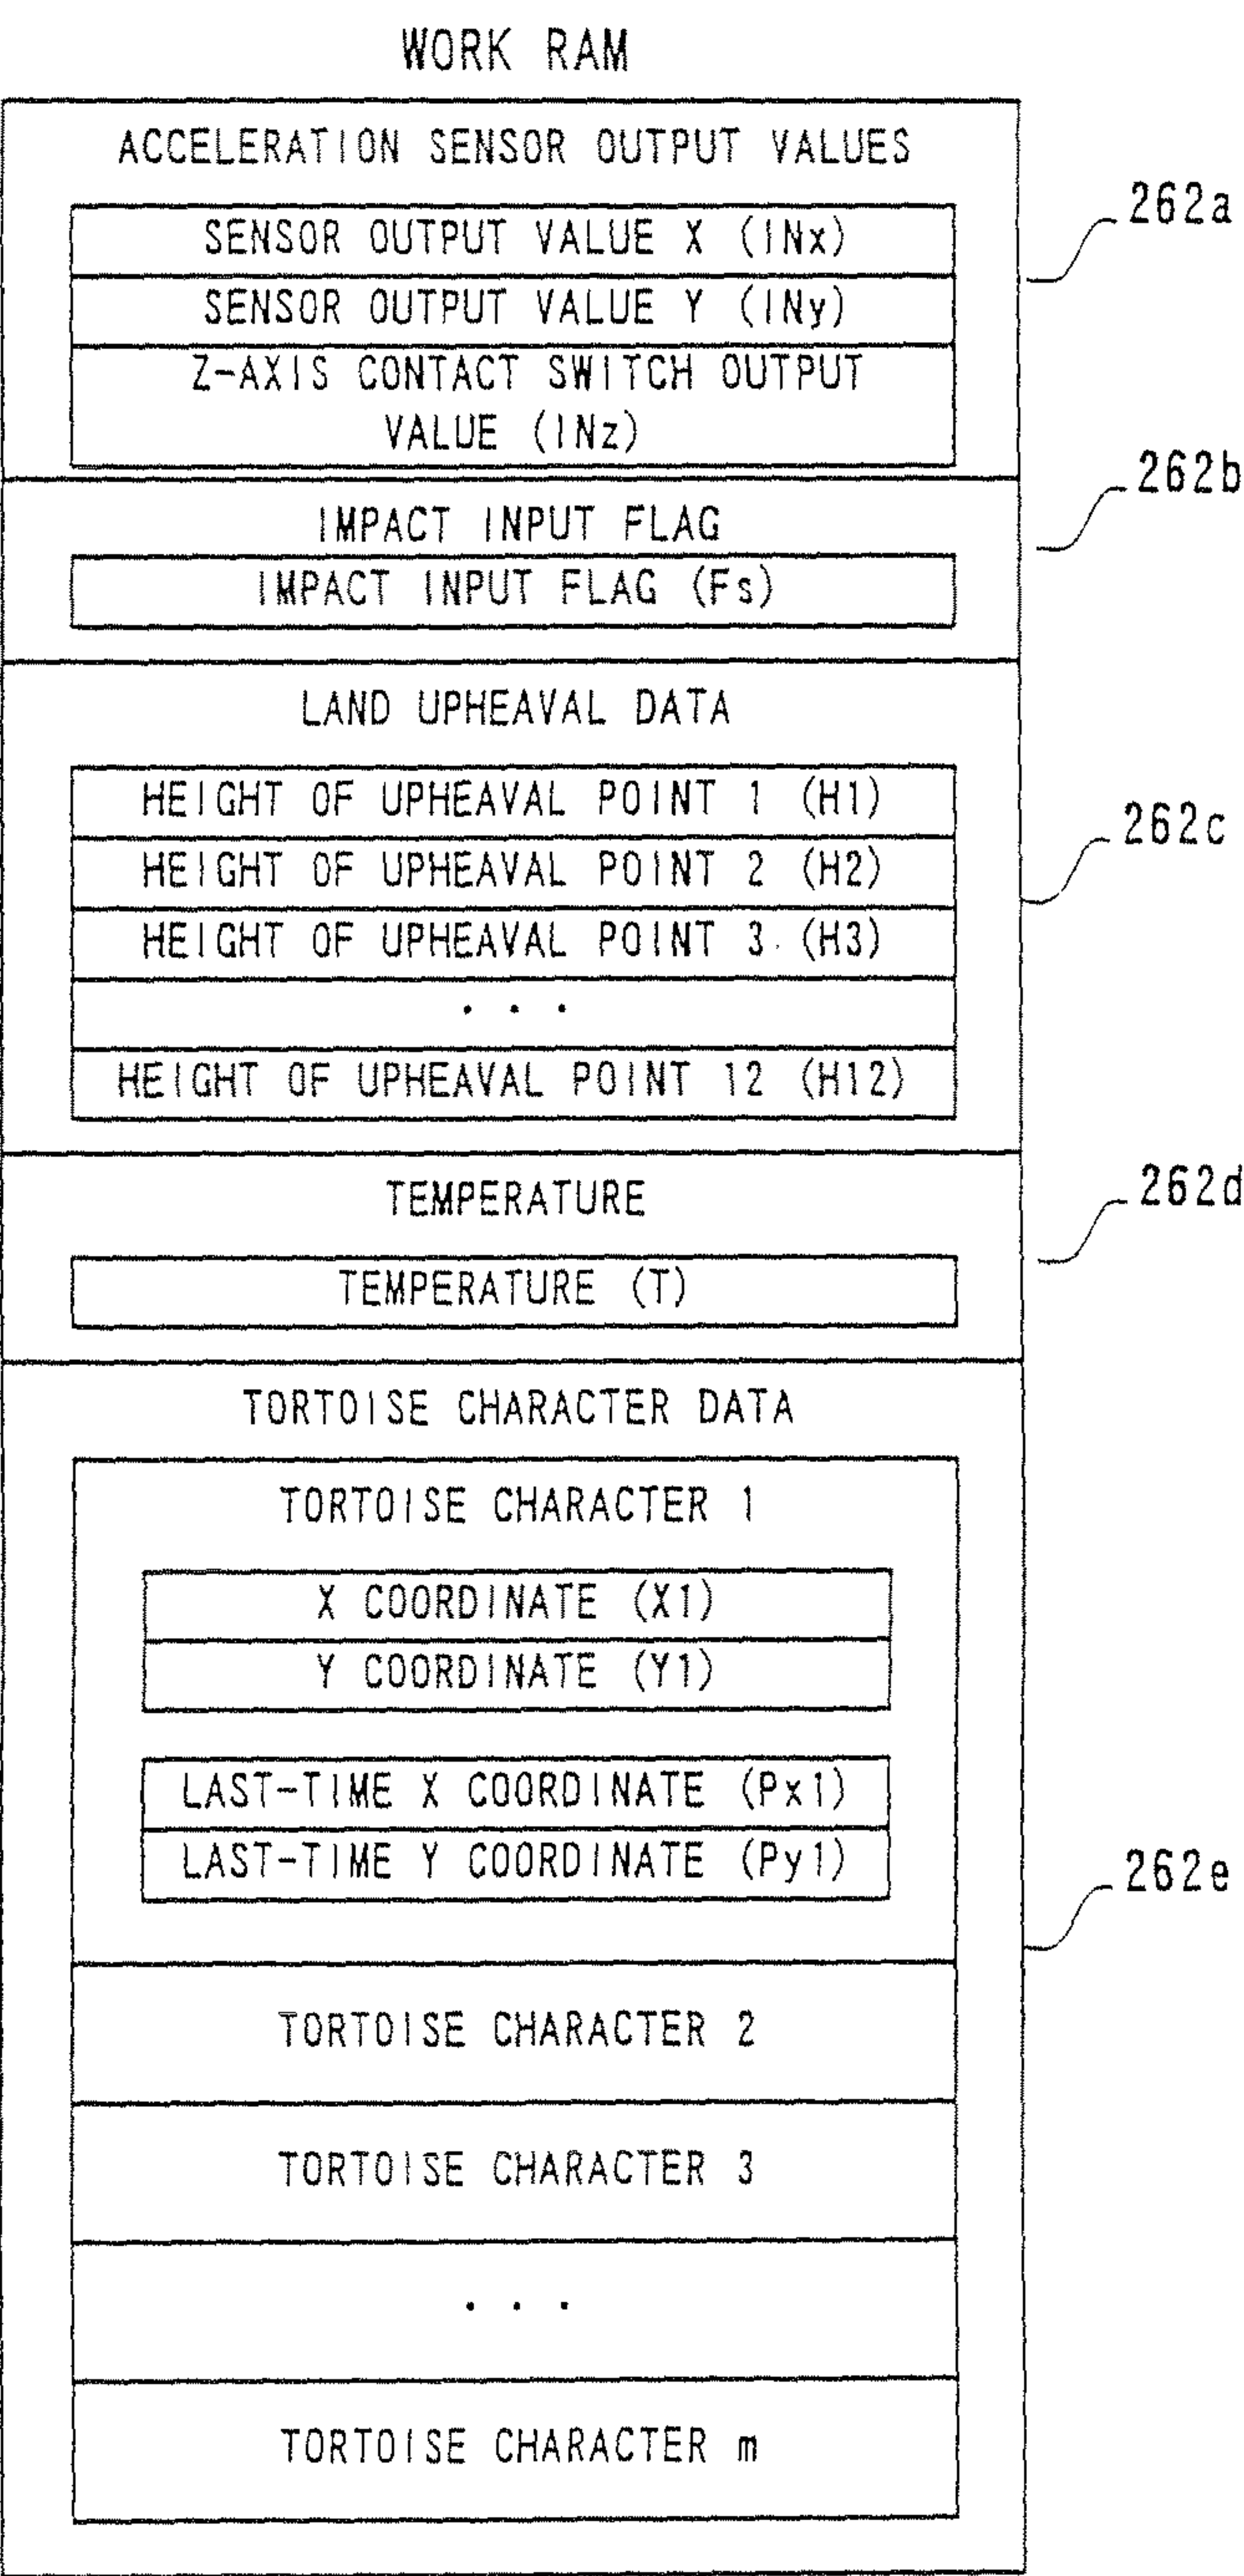 WORK RAM
ACCELERATION SENSOR OUTPUT VALUES
262a
SENSOR OUTPUT VALUE X (INx)
SENSOR OUTPUT VALUE Y (INy)
Z-AXIS CONTACT SWITCH OUTPUT
VALUE (INz)
262b
IMPACT INPUT FLAG
IMPACT INPUT FLAG (Fs)
LAND UPHEAVAL DATA
HEIGHT OF UPHEAVAL POINT 1 (H1)
262c
HEIGHT OF UPHEAVAL POINT 2 (H2)
HEIGHT OF UPHEAVAL POINT 3 (H3)
. . .
HEIGHT OF UPHEAVAL POINT 12 (H12)
262d
TEMPERATURE
TEMPERATURE (T)
TORTOISE CHARACTER DATA
TORTOISE CHARACTER 1
X COORDINATE (X1)
Y COORDINATE (Y1)
LAST-TIME X COORDINATE (Px1)
LAST-TIME Y COORDINATE (Py1)
262e
TORTOISE CHARACTER 2
TORTOISE CHARACTER 3
. . .
TORTOISE CHARACTER m